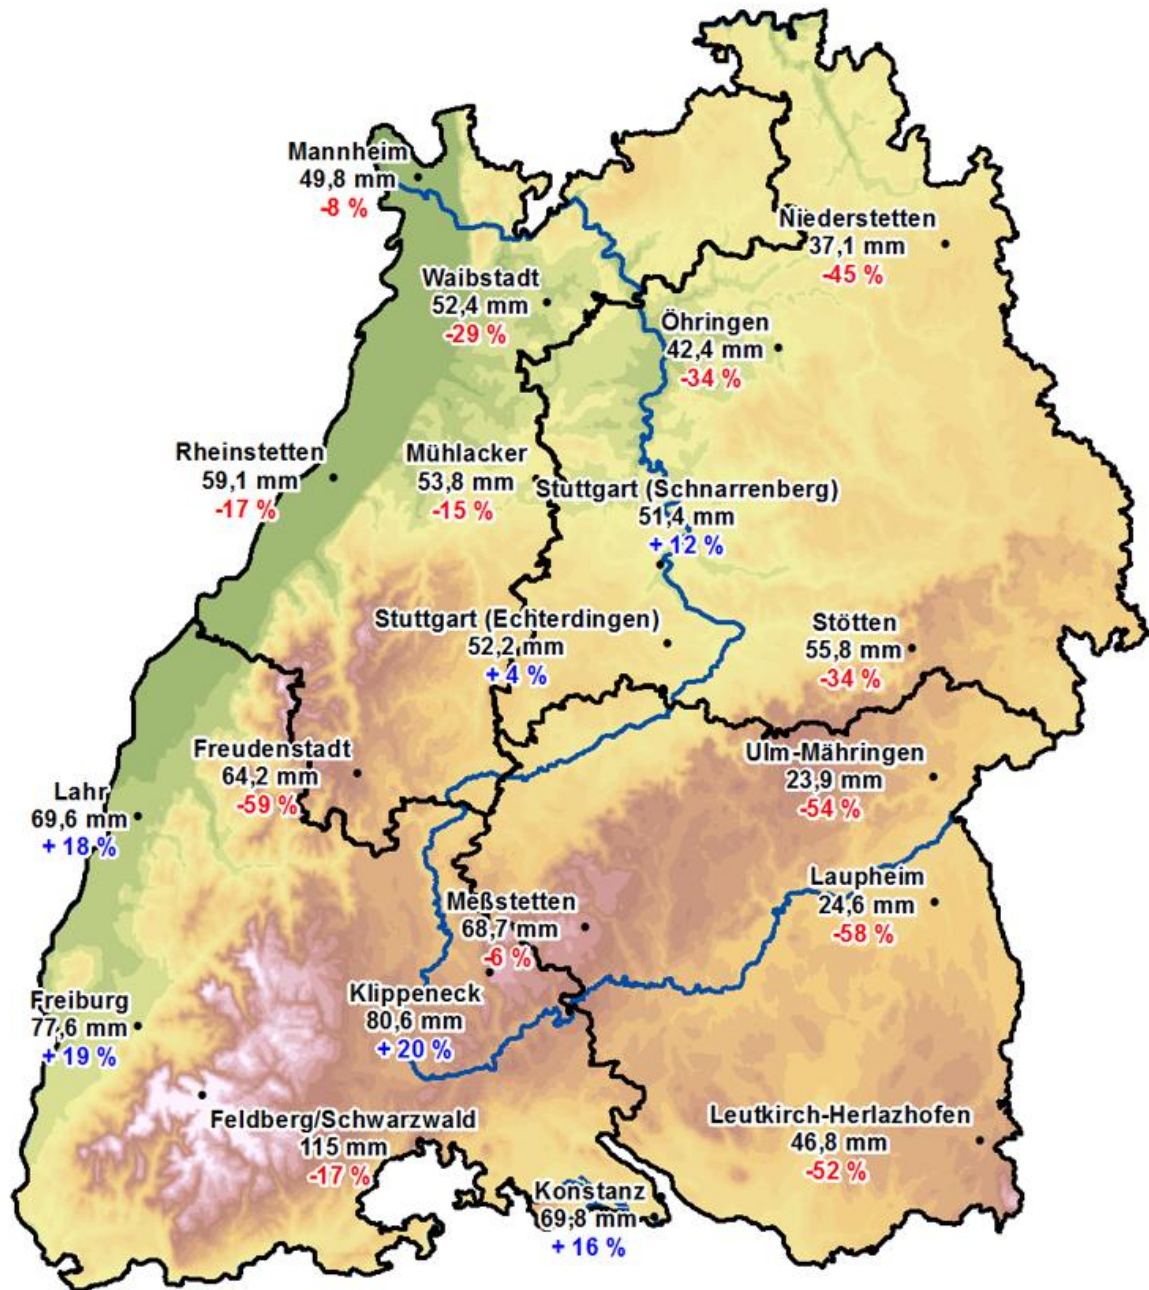 Mannheim
49,8 mm
-8 %
Niederstetten
37,1 mm
-45 %
Waibstadt
52,4 mm
-29 %
Öhringen
42,4 mm
-34 %
Rheinstetten
59,1 mm
-17 %
Mühlacker
53,8 mm
-15 %
Stuttgart (Schnarrenberg)
51,4 mm
+ 12 %
Stuttgart (Echterdingen)
52,2 mm
+ 4 %
Stötten
55,8 mm
-34 %
Freudenstadt
64,2 mm
-59 %
Ulm-Mähringen
23,9 mm
-54 %
Lahr
69,6 mm
+ 18 %
Laupheim
24,6 mm
-58 %
Meßstetten
68,7 mm
-6 %
Klippeneck
80,6 mm
+ 20 %
Freiburg
77,6 mm
+ 19 %
Feldberg/Schwarzwald
115 mm
-17 %
Leutkirch-Herlazhofen
46,8 mm
-52 %
Konstanz
69,8 mm
+ 16 %